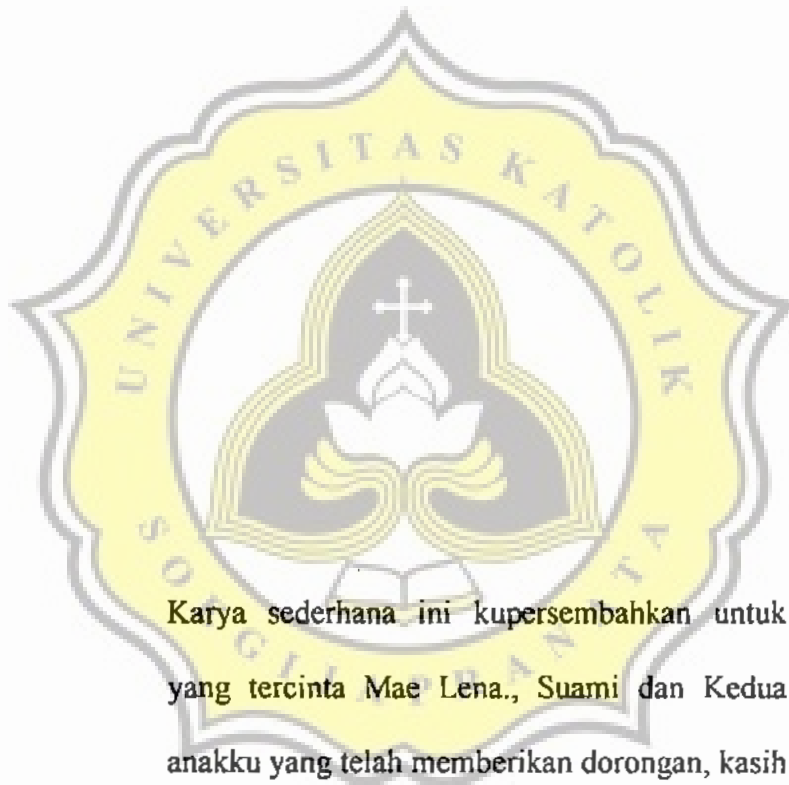 UNIVERSITAS KATOLIK
SOEGIJAPRANATA
Karya sederhana ini kupersembahkan untuk
yang tercinta Mae Lena., Suami dan Kedua
anakku yang telah memberikan dorongan, kasih